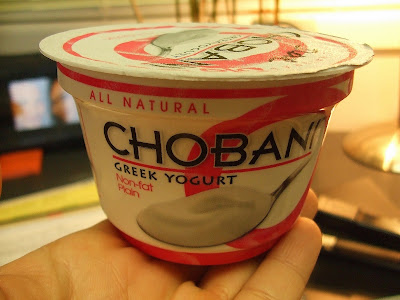 ALL NATURAL
CHOBANI
GREEK YOGURT
Non-fat
Plain